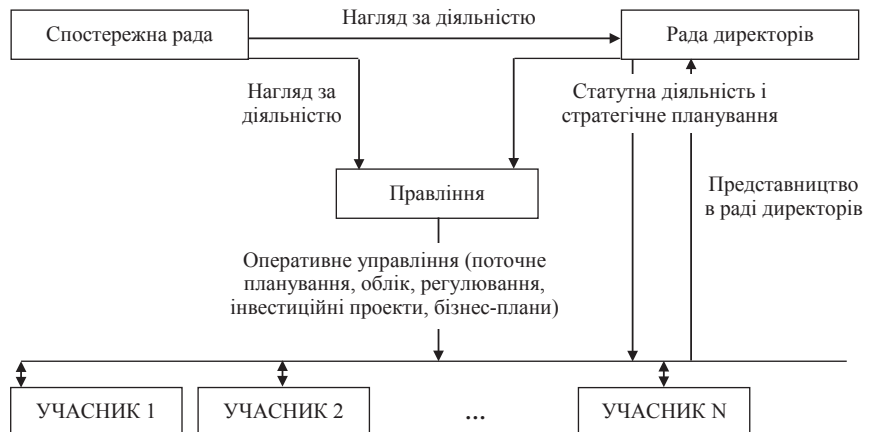 Нагляд за діяльністю
Спостережна рада
Рада директорів
Нагляд за
діяльністю
Статутна діяльність і
стратегічне планування
Правління
Представництво
в раді директорів
Оперативне управління (поточне
планування, облік, регулювання,
інвестиційні проекти, бізнес-плани)
УЧАСНИК 1
УЧАСНИК 2
...
УЧАСНИК N